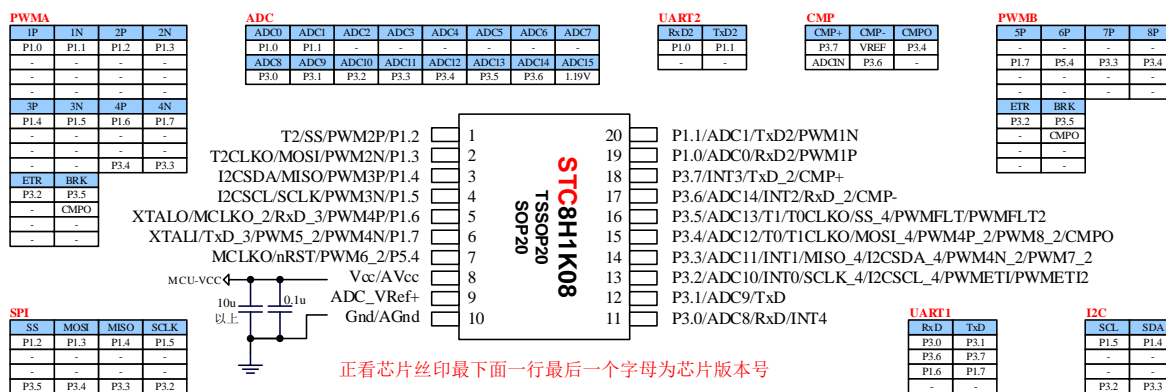 PWMA
1P 1N 2P 2N
P1.0 P1.1 P1.2 P1.3
- - - -
- - - -
- - - -
3P 3N 4P 4N
P1.4 P1.5 P1.6 P1.7
- - - -
- - - -
- - P3.4 P3.3
ETR BRK
P3.2 P3.5
- CMPO
- -
- -
ADC
ADC0 ADC1 ADC2 ADC3 ADC4 ADC5 ADC6 ADC7
P1.0 P1.1 - - - - - -
ADC8 ADC9 ADC10 ADC11 ADC12 ADC13 ADC14 ADC15
P3.0 P3.1 P3.2 P3.3 P3.4 P3.5 P3.6 1.19V
UART2
RxD2 TxD2
P1.0 P1.1
- -
CMP
CMP+ CMP- CMPO
P3.7 VREF P3.4
ADCIN P3.6 -
PWMB
5P 6P 7P 8P
- - - -
P1.7 P5.4 P3.3 P3.4
- - - -
- - - -
ETR BRK
P3.2 P3.5
- CMPO
- -
- -
T2/SS/PWM2P/P1.2 1
T2CLKO/MOSI/PWM2N/P1.3 2
I2CSDA/MISO/PWM3P/P1.4 3
I2CSCL/SCLK/PWM3N/P1.5 4
XTALO/MCLKO_2/RxD_3/PWM4P/P1.6 5
XTALI/TxD_3/PWM5_2/PWM4N/P1.7 6
MCLKO/nRST/PWM6_2/P5.4 7
Vcc/AVcc 8
ADC_VRef+ 9
Gnd/AGnd 10
STC8H1K08
TSSOP20
SOP20
20 P1.1/ADC1/TxD2/PWM1N
19 P1.0/ADC0/RxD2/PWM1P
18 P3.7/INT3/TxD_2/CMP+
17 P3.6/ADC14/INT2/RxD_2/CMP-
16 P3.5/ADC13/T1/T0CLKO/SS_4/PWMFLT/PWMFLT2
15 P3.4/ADC12/T0/T1CLKO/MOSI_4/PWM4P_2/PWM8_2/CMPO
14 P3.3/ADC11/INT1/MISO_4/I2CSDA_4/PWM4N_2/PWM7_2
13 P3.2/ADC10/INT0/SCLK_4/I2CSCL_4/PWMETI/PWMETI2
12 P3.1/ADC9/TxD
11 P3.0/ADC8/RxD/INT4
MCU-VCC
10u
以上
0.1u
正看芯片丝印最下面一行最后一个字母为芯片版本号
SPI
SS MOSI MISO SCLK
P1.2 P1.3 P1.4 P1.5
- - - -
- - - -
P3.5 P3.4 P3.3 P3.2
UART1
RxD TxD
P3.0 P3.1
P3.6 P3.7
P1.6 P1.7
- -
I2C
SCL SDA
P1.5 P1.4
- -
- -
P3.2 P3.3